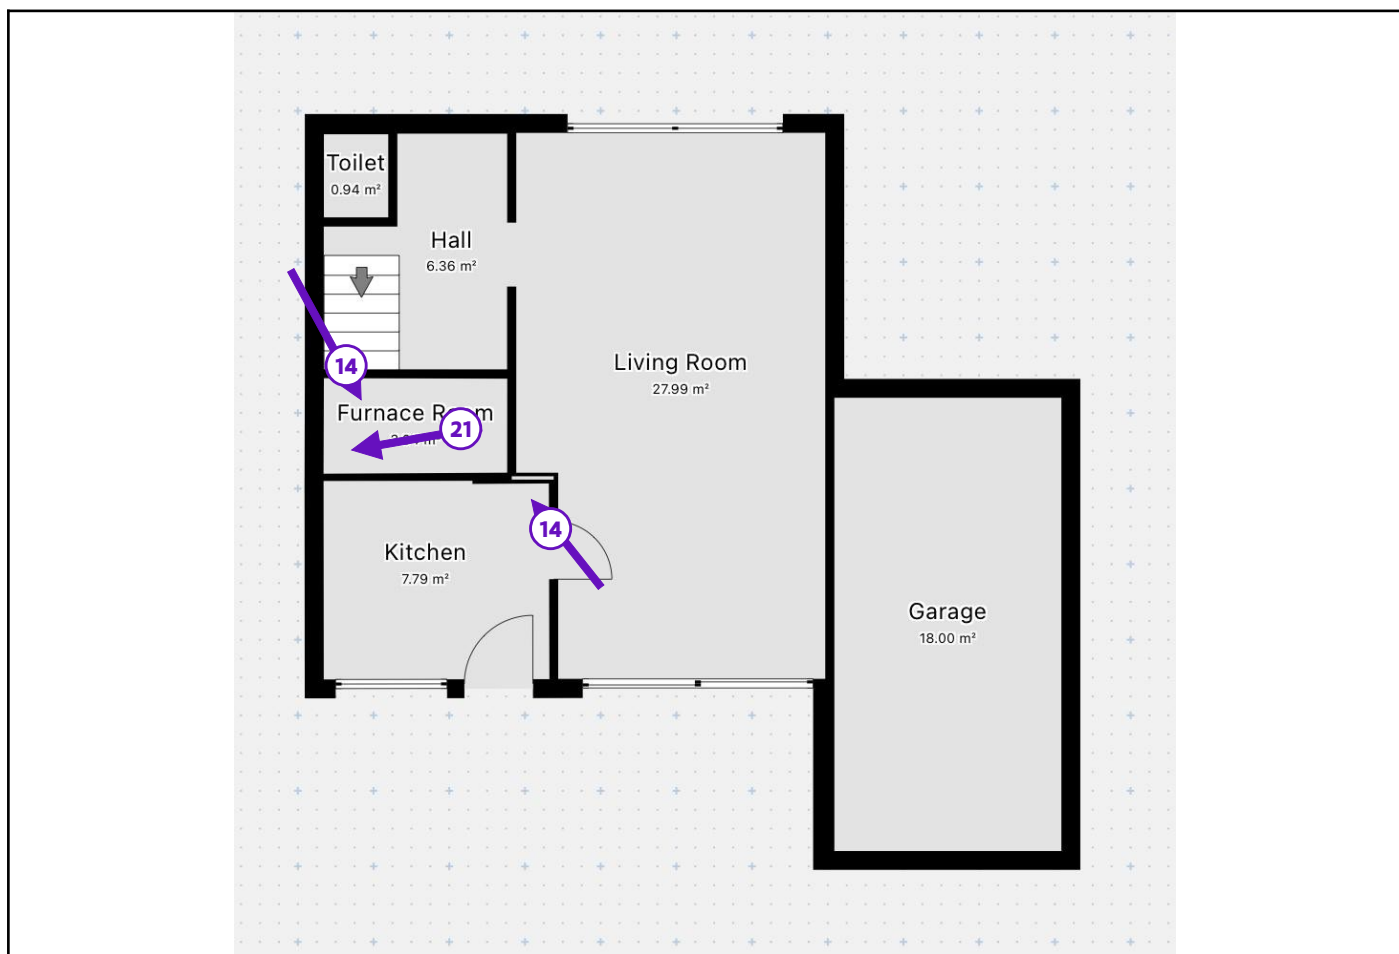 Toilet
0.94 m²
Hall
6.36 m²
14
Living Room
27.99 m²
Furnace
21
14
Kitchen
7.79 m²
Garage
18.00 m²